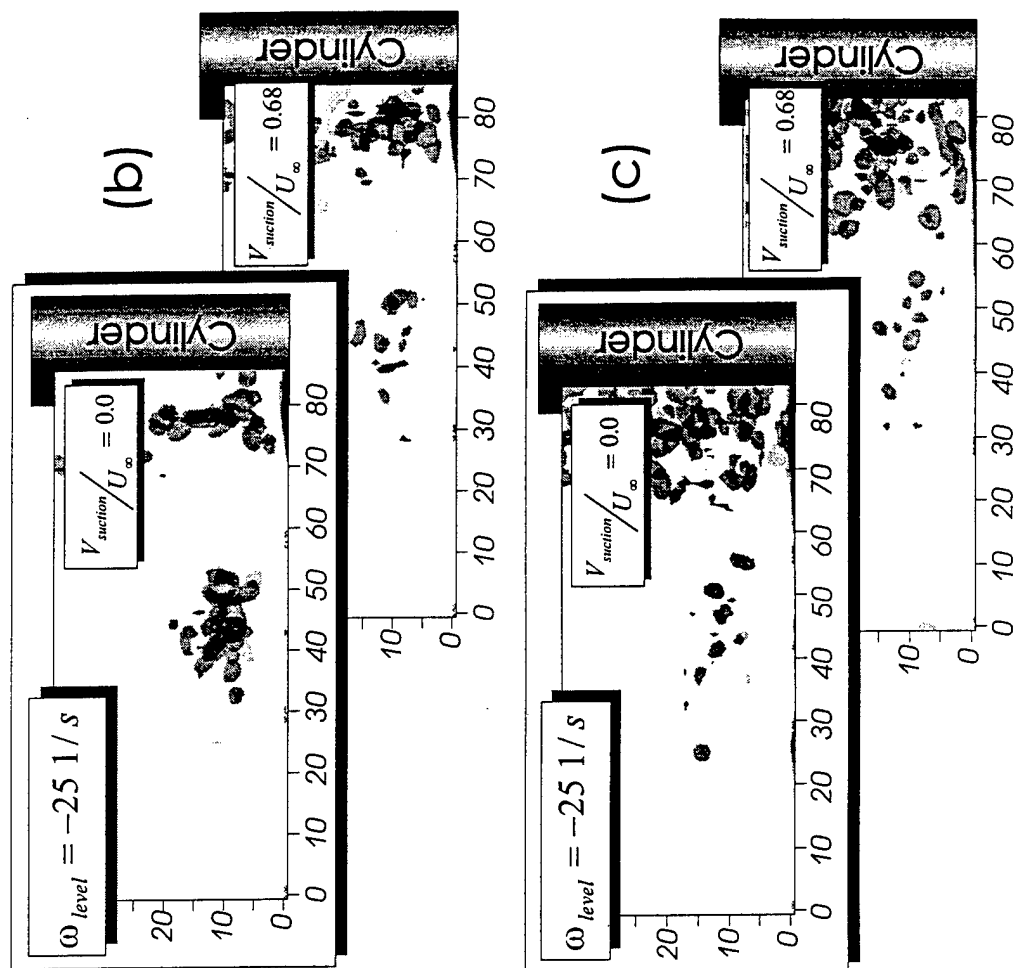 (b)
ω_level = −25 1/s
V_suction/U_∞ = 0.0
Cylinder
20
10
0
0 10 20 30 40 50 60 70 80
V_suction/U_∞ = 0.68
Cylinder
10
0
0 10 20 30 40 50 60 70 80
(c)
ω_level = −25 1/s
V_suction/U_∞ = 0.0
Cylinder
20
10
0
0 10 20 30 40 50 60 70 80
V_suction/U_∞ = 0.68
Cylinder
10
0
0 10 20 30 40 50 60 70 80